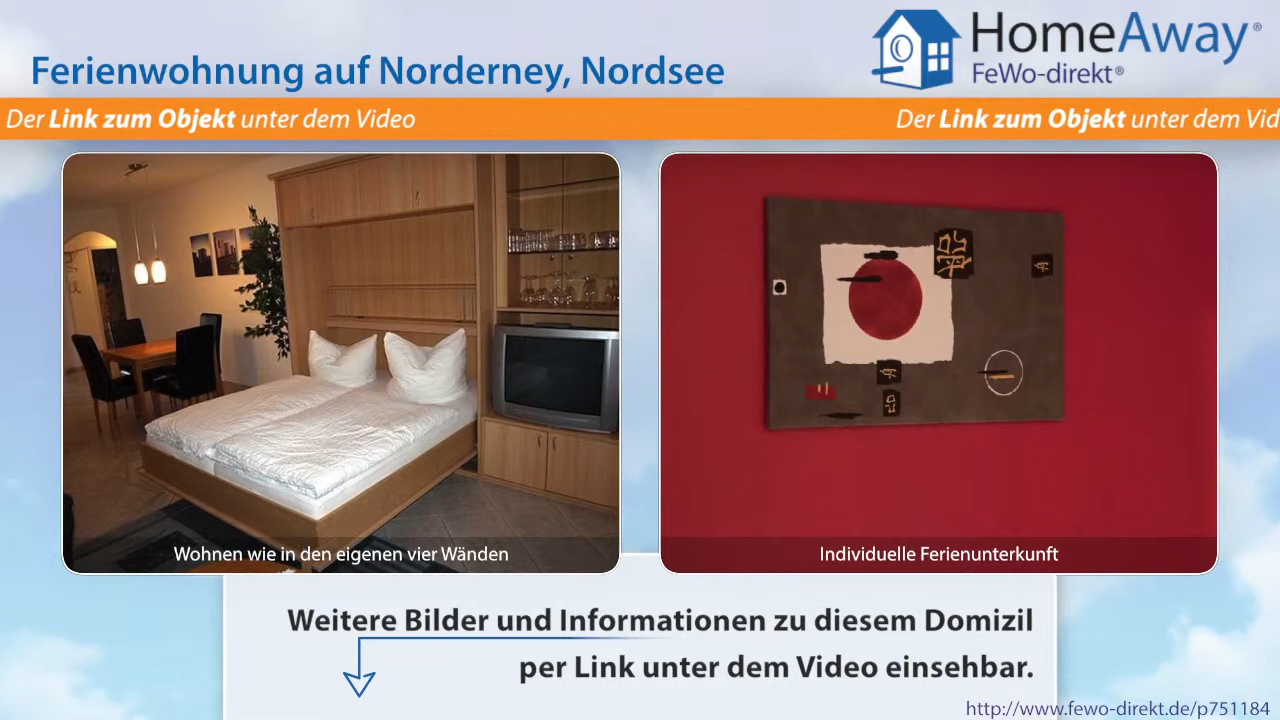 HomeAway®
FeWo-direkt®
Ferienwohnung auf Norderney, Nordsee
Der Link zum Objekt unter dem Video
Der Link zum Objekt unter dem Vid
Wohnen wie in den eigenen vier Wänden
Individuelle Ferienunterkunft
Weitere Bilder und Informationen zu diesem Domizil
per Link unter dem Video einsehbar.
http://www.fewo-direkt.de/p751184